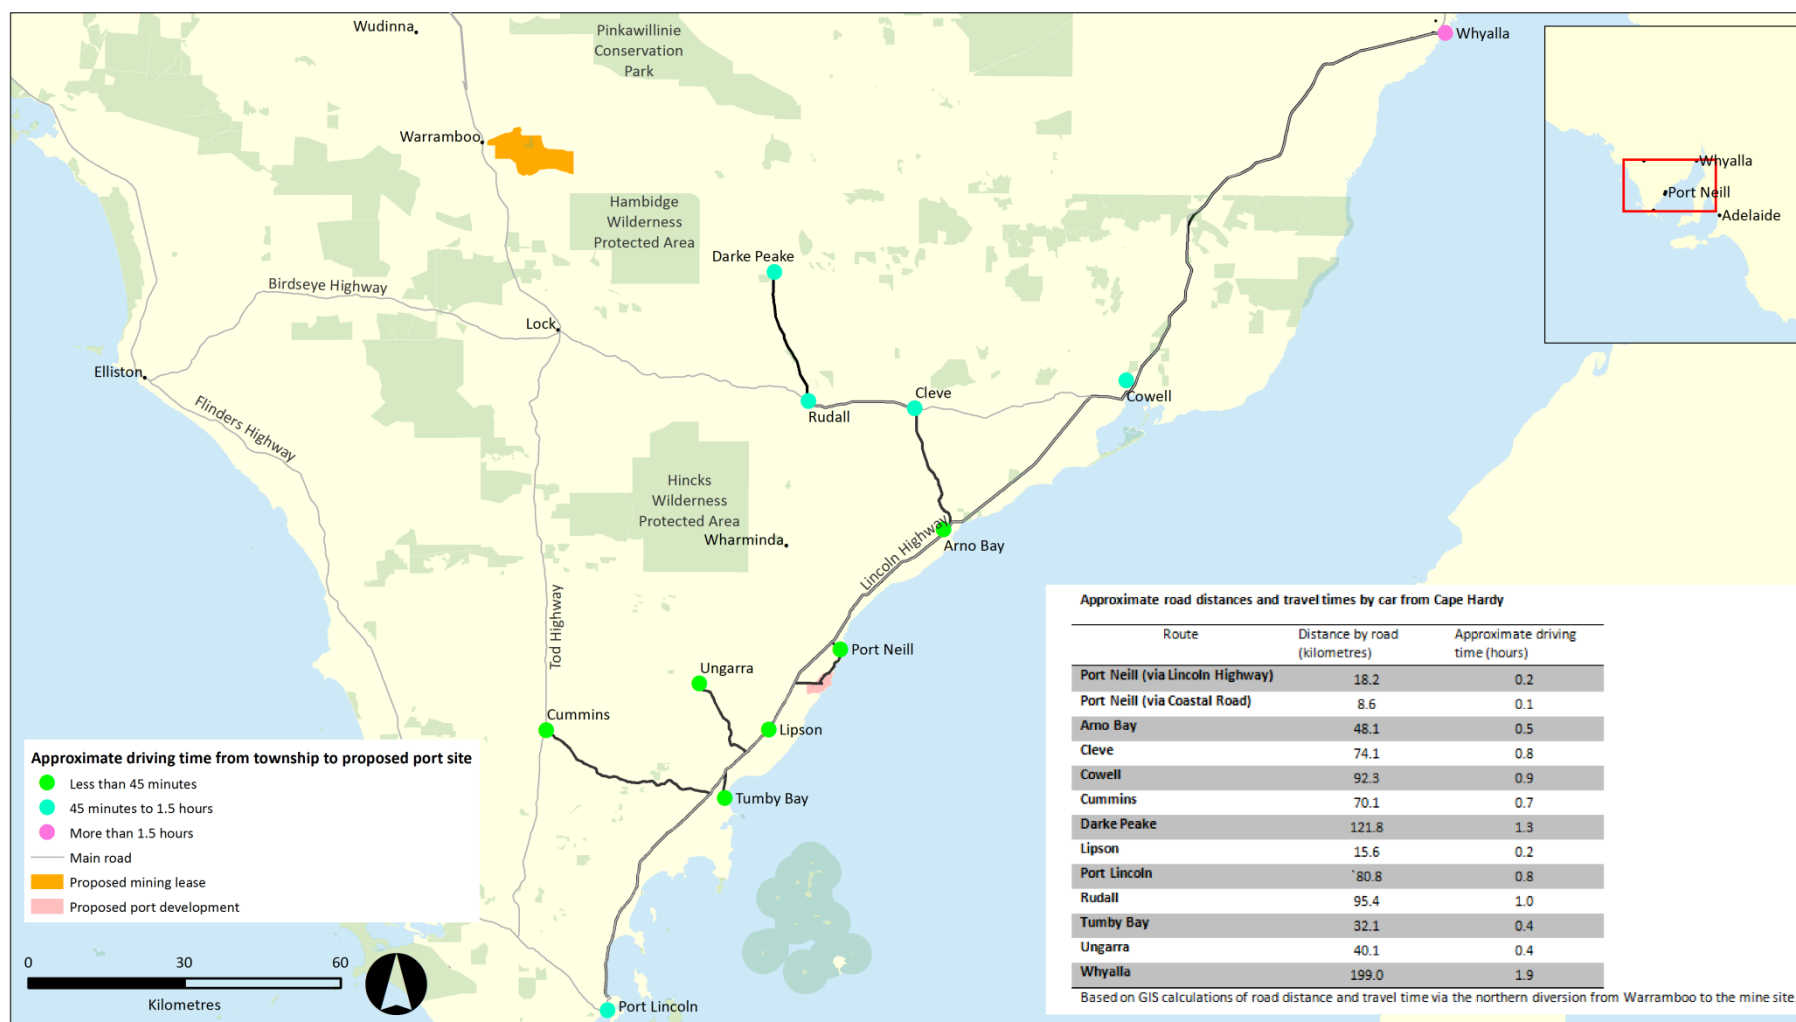 Wudinna
Pinkawillinie
Conservation
Park
Whyalla
Warramboo
Hambidge
Wilderness
Protected Area
Darke Peake
Birdseye Highway
Lock
Elliston
Flinders Highway
Rudall
Cleve
Cowell
Hincks
Wilderness
Protected Area
Wharminda
Lincoln Highway
Arno Bay
Tod Highway
Port Neill
Ungarra
Cummins
Lipson
Tumby Bay
Port Lincoln
Whyalla
Port Neill
Adelaide
Approximate driving time from township to proposed port site
Less than 45 minutes
45 minutes to 1.5 hours
More than 1.5 hours
Main road
Proposed mining lease
Proposed port development
0 30 60
Kilometres
Approximate road distances and travel times by car from Cape Hardy
Route Distance by road Approximate driving
(kilometres) time (hours)
Port Neill (via Lincoln Highway) 18.2 0.2
Port Neill (via Coastal Road) 8.6 0.1
Arno Bay 48.1 0.5
Cleve 74.1 0.8
Cowell 92.3 0.9
Cummins 70.1 0.7
Darke Peake 121.8 1.3
Lipson 15.6 0.2
Port Lincoln `80.8 0.8
Rudall 95.4 1.0
Tumby Bay 32.1 0.4
Ungarra 40.1 0.4
Whyalla 199.0 1.9
Based on GIS calculations of road distance and travel time via the northern diversion from Warramboo to the mine site.